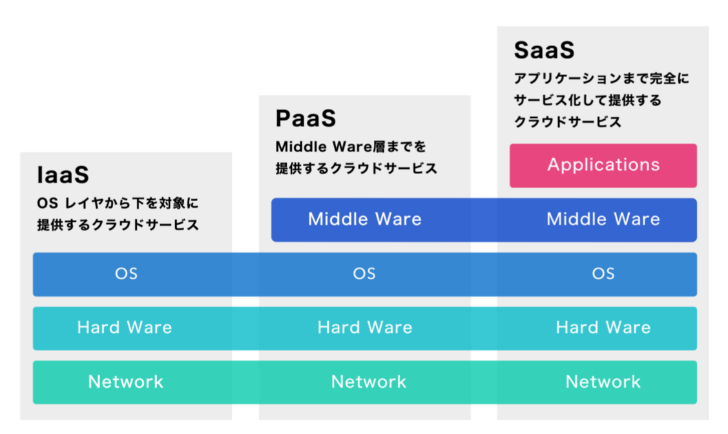 IaaS
OS レイヤから下を対象に
提供するクラウドサービス
OS
Hard Ware
Network
PaaS
Middle Ware層までを
提供するクラウドサービス
Middle Ware
OS
Hard Ware
Network
SaaS
アプリケーションまで完全に
サービス化して提供する
クラウドサービス
Applications
Middle Ware
OS
Hard Ware
Network